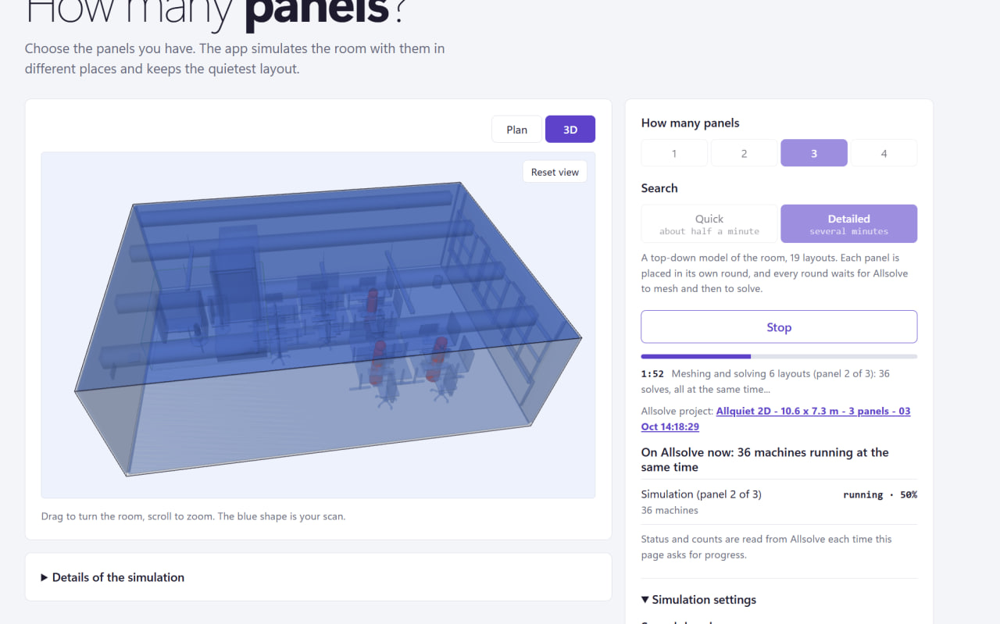 How many panels?
Choose the panels you have. The app simulates the room with them in
different places and keeps the quietest layout.
Plan
3D
Reset view
Drag to turn the room, scroll to zoom. The blue shape is your scan.
▶ Details of the simulation
How many panels
1
2
3
4
Search
Quick
about half a minute
Detailed
several minutes
A top-down model of the room, 19 layouts. Each panel is
placed in its own round, and every round waits for Allsolve
to mesh and then to solve.
Stop
1:52 Meshing and solving 6 layouts (panel 2 of 3): 36
solves, all at the same time…
Allsolve project: Allquiet 2D - 10.6 x 7.3 m - 3 panels - 03
Oct 14:18:29
On Allsolve now: 36 machines running at the
same time
Simulation (panel 2 of 3)
running · 50%
36 machines
Status and counts are read from Allsolve each time this
page asks for progress.
▼ Simulation settings